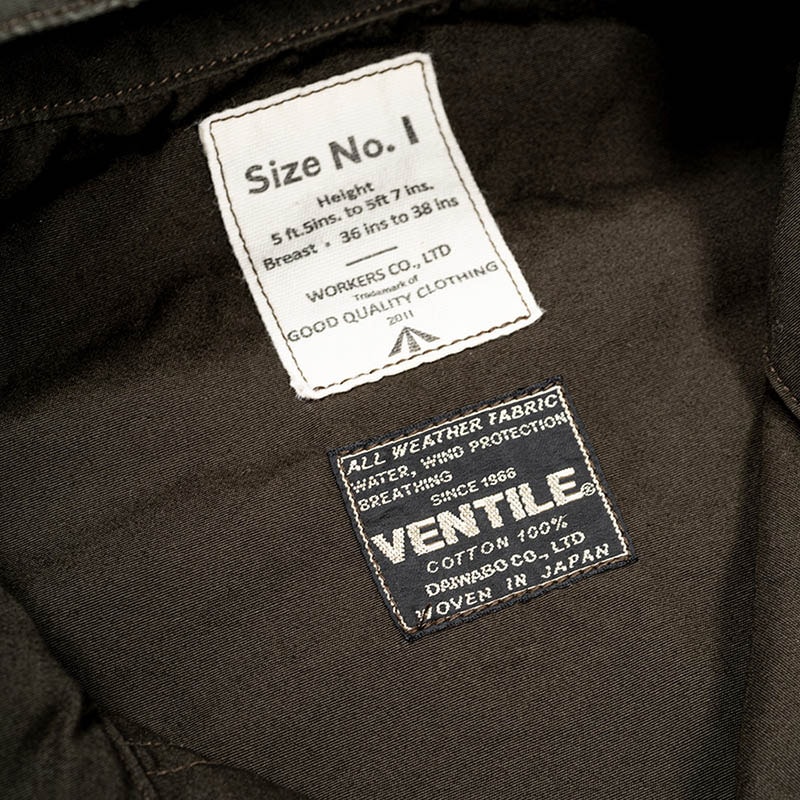 Size No. 1
Height
5 ft.5ins. to 5ft 7 ins.
Breast • 36 ins to 38 ins
WORKERS CO., LTD
Trademark of
GOOD QUALITY CLOTHING
2011
ALL WEATHER FABRIC
WATER, WIND PROTECTION
BREATHING
SINCE 1966
VENTILE®
COTTON 100%
DAIWABO CO., LTD
WOVEN IN JAPAN